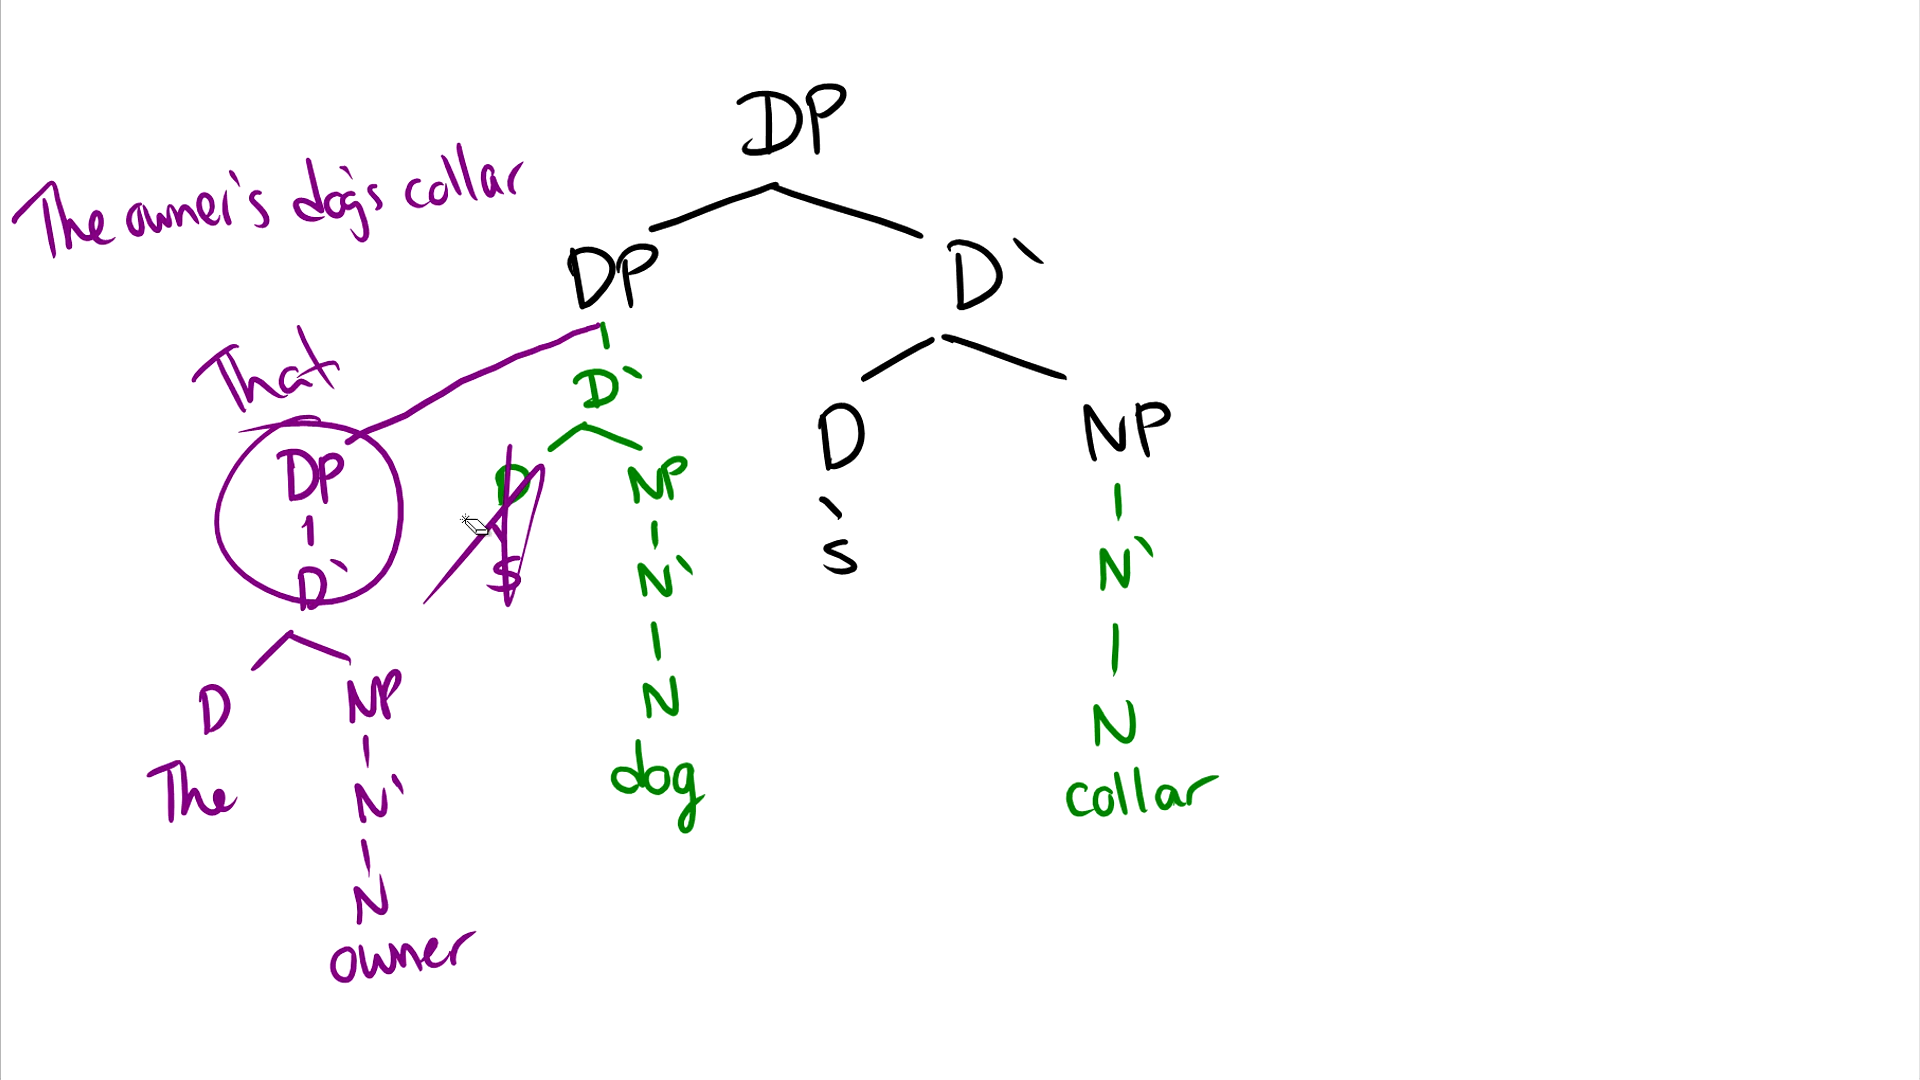 DP
The owner's dog's collar
DP D`
That
D`
D NP
DP D NP
D` 's N` N`
's
D NP N N
The N` dog collar
N
owner